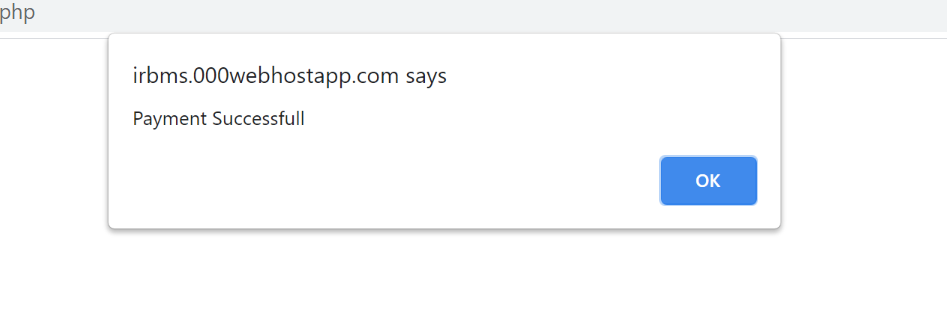 php
irbms.000webhostapp.com says
Payment Successfull
OK